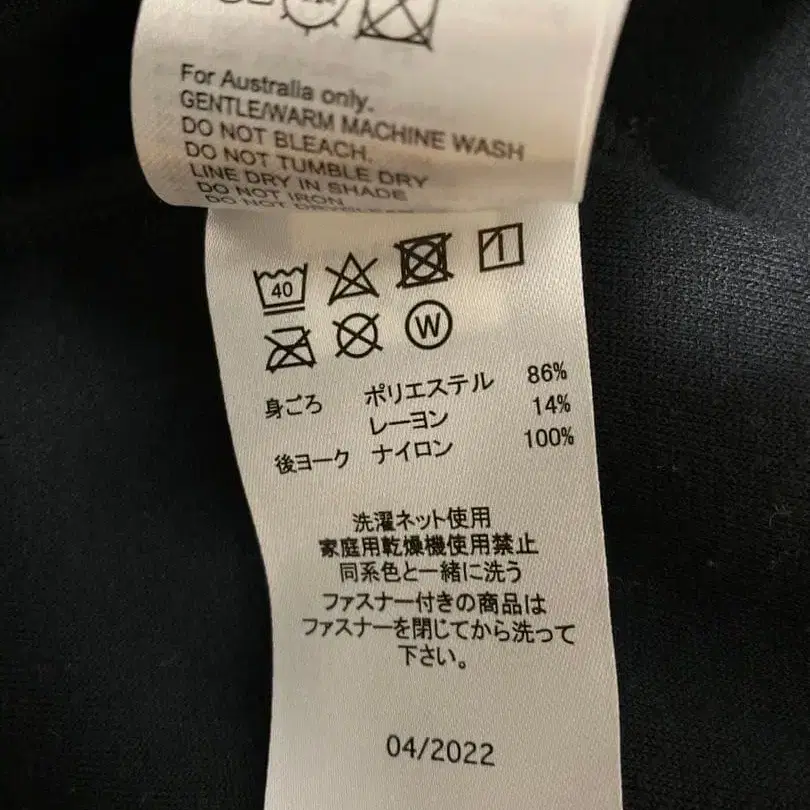 For Australia only.
GENTLE/WARM MACHINE WASH
DO NOT BLEACH.
DO NOT TUMBLE DRY
LINE DRY IN SHADE
DO NOT IRON
DO NOT DRYCLEAN
40
W
身ごろ ポリエステル 86%
レーヨン 14%
後ヨーク ナイロン 100%
洗濯ネット使用
家庭用乾燥機使用禁止
同系色と一緒に洗う
ファスナー付きの商品は
ファスナーを閉じてから洗って
下さい。
04/2022